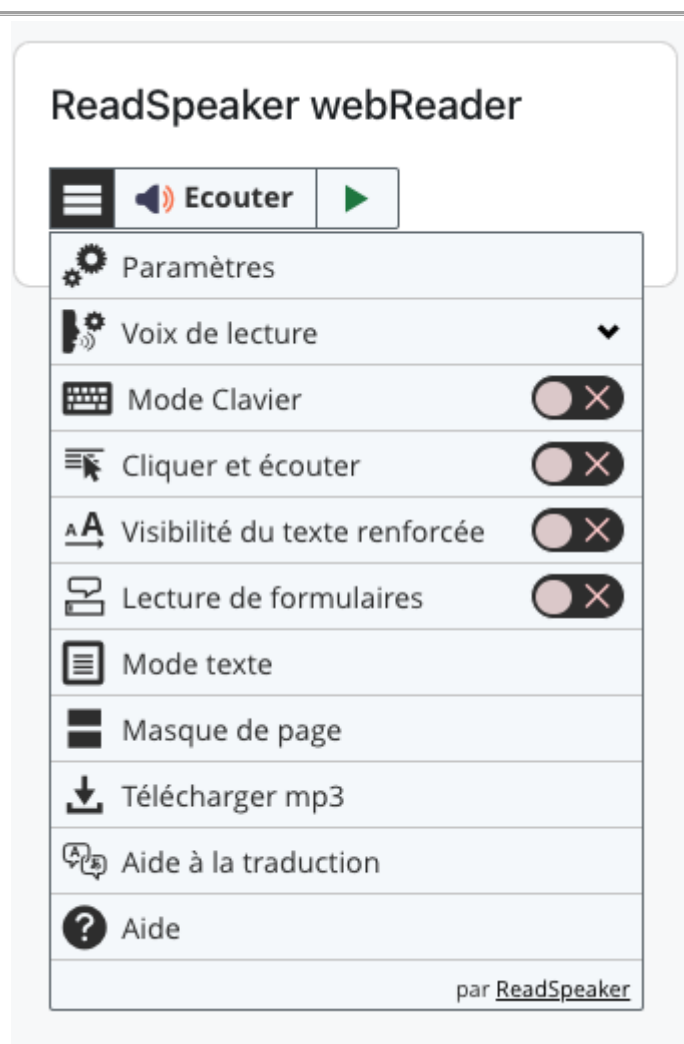 ReadSpeaker webReader
Ecouter
Paramètres
Voix de lecture
Mode Clavier
Cliquer et écouter
Visibilité du texte renforcée
Lecture de formulaires
Mode texte
Masque de page
Télécharger mp3
Aide à la traduction
Aide
par ReadSpeaker